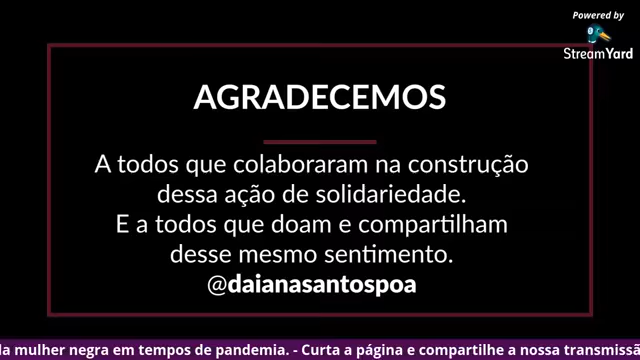 Powered by
StreamYard
AGRADECEMOS
A todos que colaboraram na construção
dessa ação de solidariedade.
E a todos que doam e compartilham
desse mesmo sentimento.
@daianasantospoa
mulher negra em tempos de pandemia. - Curta a página e compartilhe a nossa